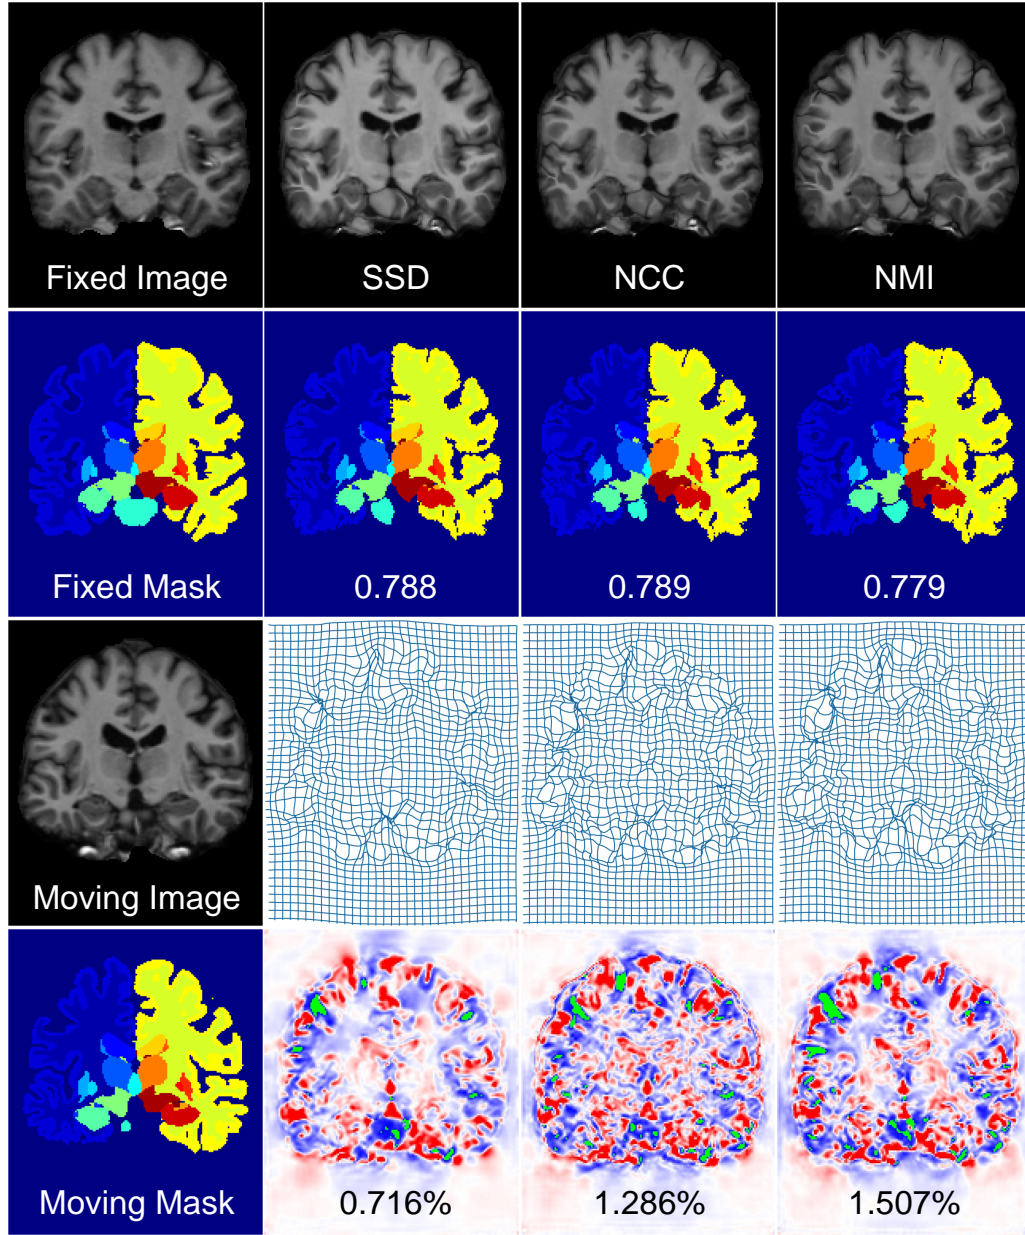 Fixed Image
SSD
NCC
NMI
Fixed Mask
0.788
0.789
0.779
Moving Image
Moving Mask
0.716%
1.286%
1.507%